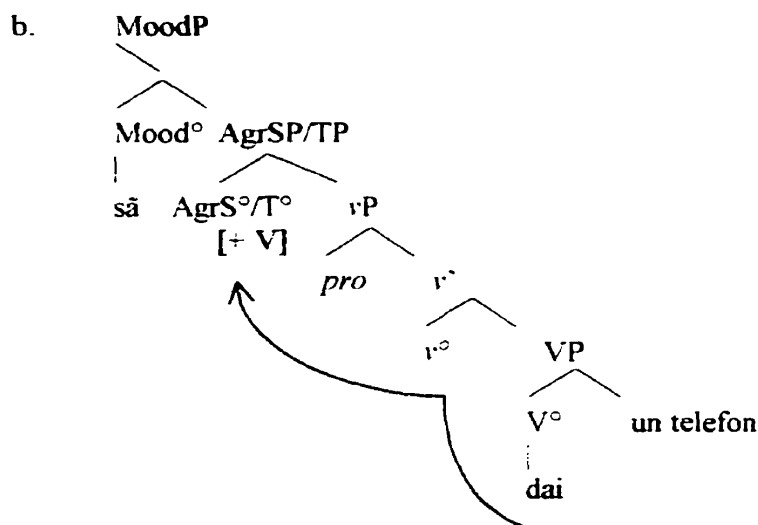 b. MoodP
Mood° AgrSP/TP
să AgrS°/T° vP
[+ V]
pro v'
v° VP
V° un telefon
dai